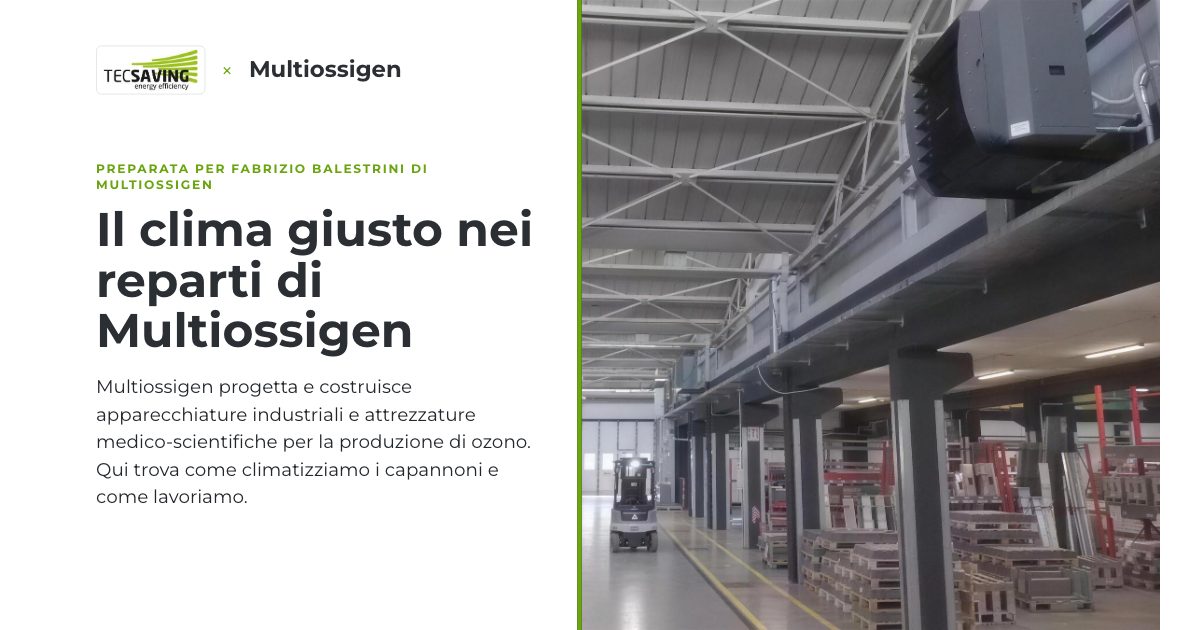 TECSAVING
energy efficiency
× Multiossigen
PREPARATA PER FABRIZIO BALESTRINI DI
MULTIOSSIGEN
Il clima giusto nei
reparti di
Multiossigen
Multiossigen progetta e costruisce
apparecchiature industriali e attrezzature
medico-scientifiche per la produzione di ozono.
Qui trova come climatizziamo i capannoni e
come lavoriamo.